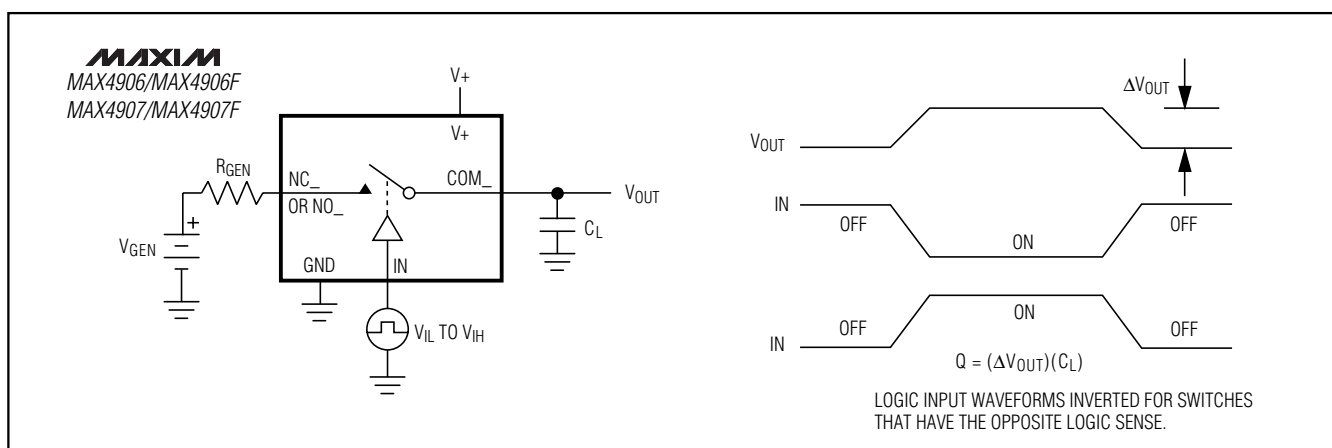 MAXIM
MAX4906/MAX4906F
MAX4907/MAX4907F
V+
V+
RGEN
NC_
OR NO_
COM_
VOUT
CL
VGEN
+
GND
IN
VIL TO VIH
ΔVOUT
VOUT
IN
OFF
ON
OFF
IN
OFF
ON
OFF
Q = (ΔVOUT)(CL)
LOGIC INPUT WAVEFORMS INVERTED FOR SWITCHES
THAT HAVE THE OPPOSITE LOGIC SENSE.